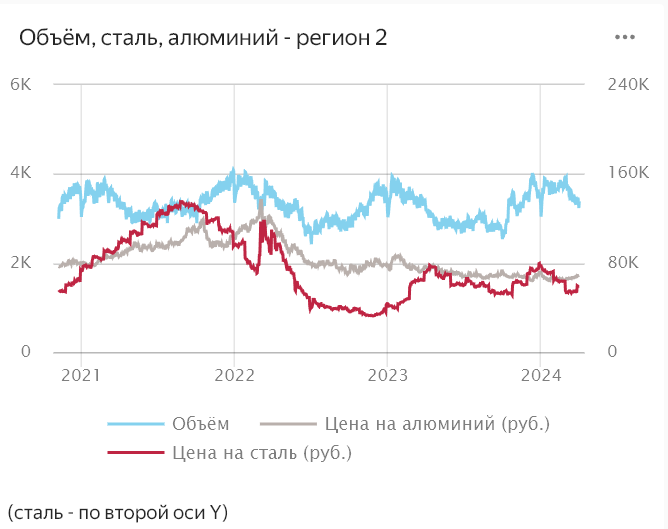 Объём, сталь, алюминий - регион 2
6K 240K
4K 160K
2K 80K
0 0
2021 2022 2023 2024
Объём Цена на алюминий (руб.)
Цена на сталь (руб.)
(сталь - по второй оси Y)